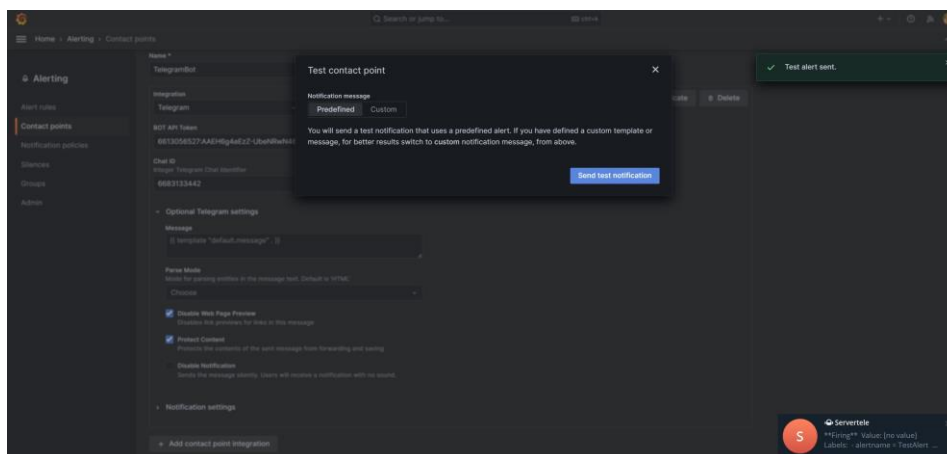 Search or jump to...
ctrl+k
Home › Alerting › Contact points
Alerting
Alert rules
Contact points
Notification policies
Silences
Groups
Admin
Name *
TelegramBot
Integration
Telegram
Delete
BOT API Token
Chat ID
Integer Telegram Chat Identifier
6683133442
Optional Telegram settings
Message
{{ template "default.message" . }}
Parse Mode
Mode for parsing entities in the message text. Default is 'HTML'
Choose
Disable Web Page Preview
Disables link previews for links in this message
Protect Content
Protects the contents of the sent message from forwarding and saving
Disable Notification
Sends the message silently. Users will receive a notification with no sound.
Notification settings
+ Add contact point integration
Test contact point
Notification message
Predefined Custom
You will send a test notification that uses a predefined alert. If you have defined a custom template or
message, for better results switch to custom notification message, from above.
Send test notification
Test alert sent.
S
Servertele
**Firing** Value: [no value]
Labels: - alertname = TestAlert ...